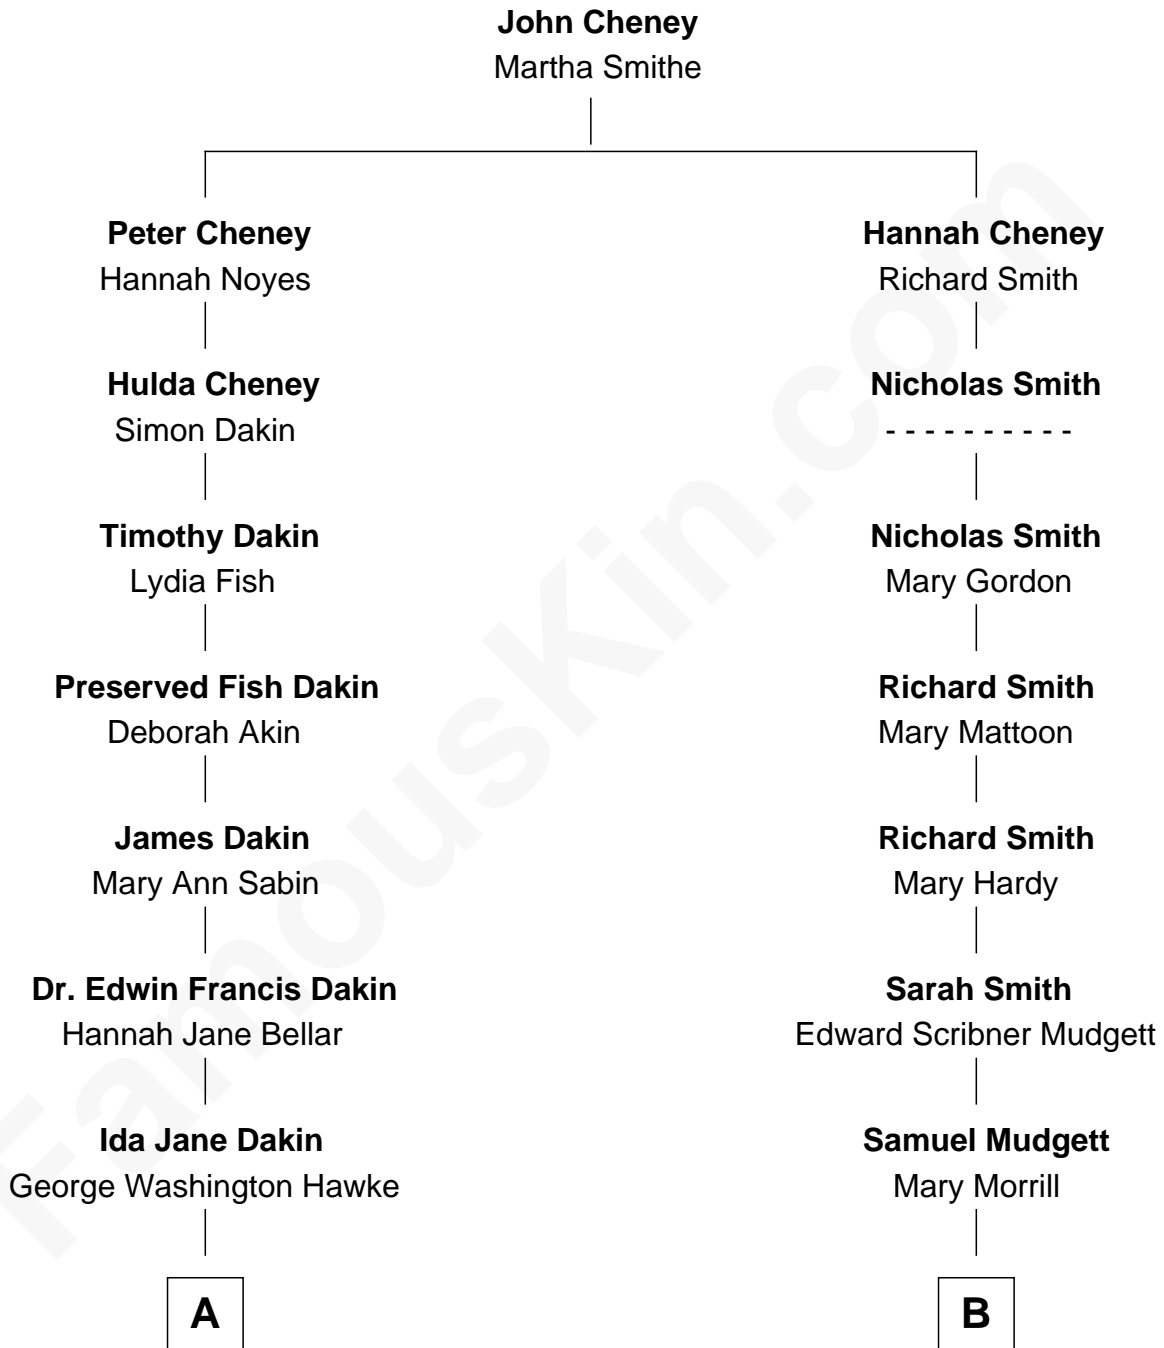 John Cheney
Martha Smithe
Peter Cheney
Hannah Noyes
Hannah Cheney
Richard Smith
Hulda Cheney
Simon Dakin
Nicholas Smith
- - - - - - - - - -
Timothy Dakin
Lydia Fish
Nicholas Smith
Mary Gordon
Preserved Fish Dakin
Deborah Akin
Richard Smith
Mary Mattoon
James Dakin
Mary Ann Sabin
Richard Smith
Mary Hardy
Dr. Edwin Francis Dakin
Hannah Jane Bellar
Sarah Smith
Edward Scribner Mudgett
Ida Jane Dakin
George Washington Hawke
Samuel Mudgett
Mary Morrill
A
B
FamousKin.com